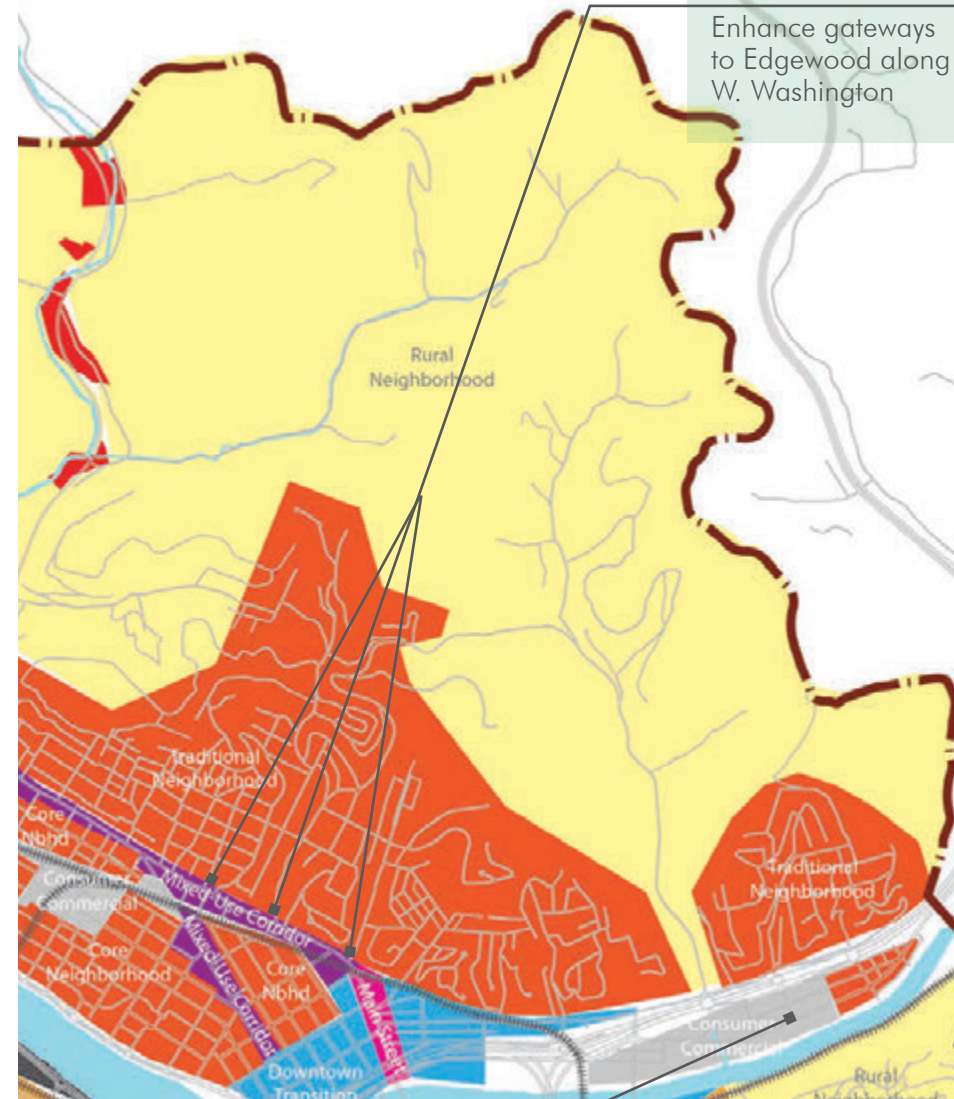 Enhance gateways
to Edgewood along
W. Washington
Rural
Neighborhood
Traditional
Neighborhood
Core
Nbhd
Consumer
Commercial
Mixed-Use Corridor
Mixed-Use Corridor
Core
Neighborhood
Core
Nbhd
Main Street
Downtown
Transition
Traditional
Neighborhood
Consumer
Commercial
Rural
Neighborhood